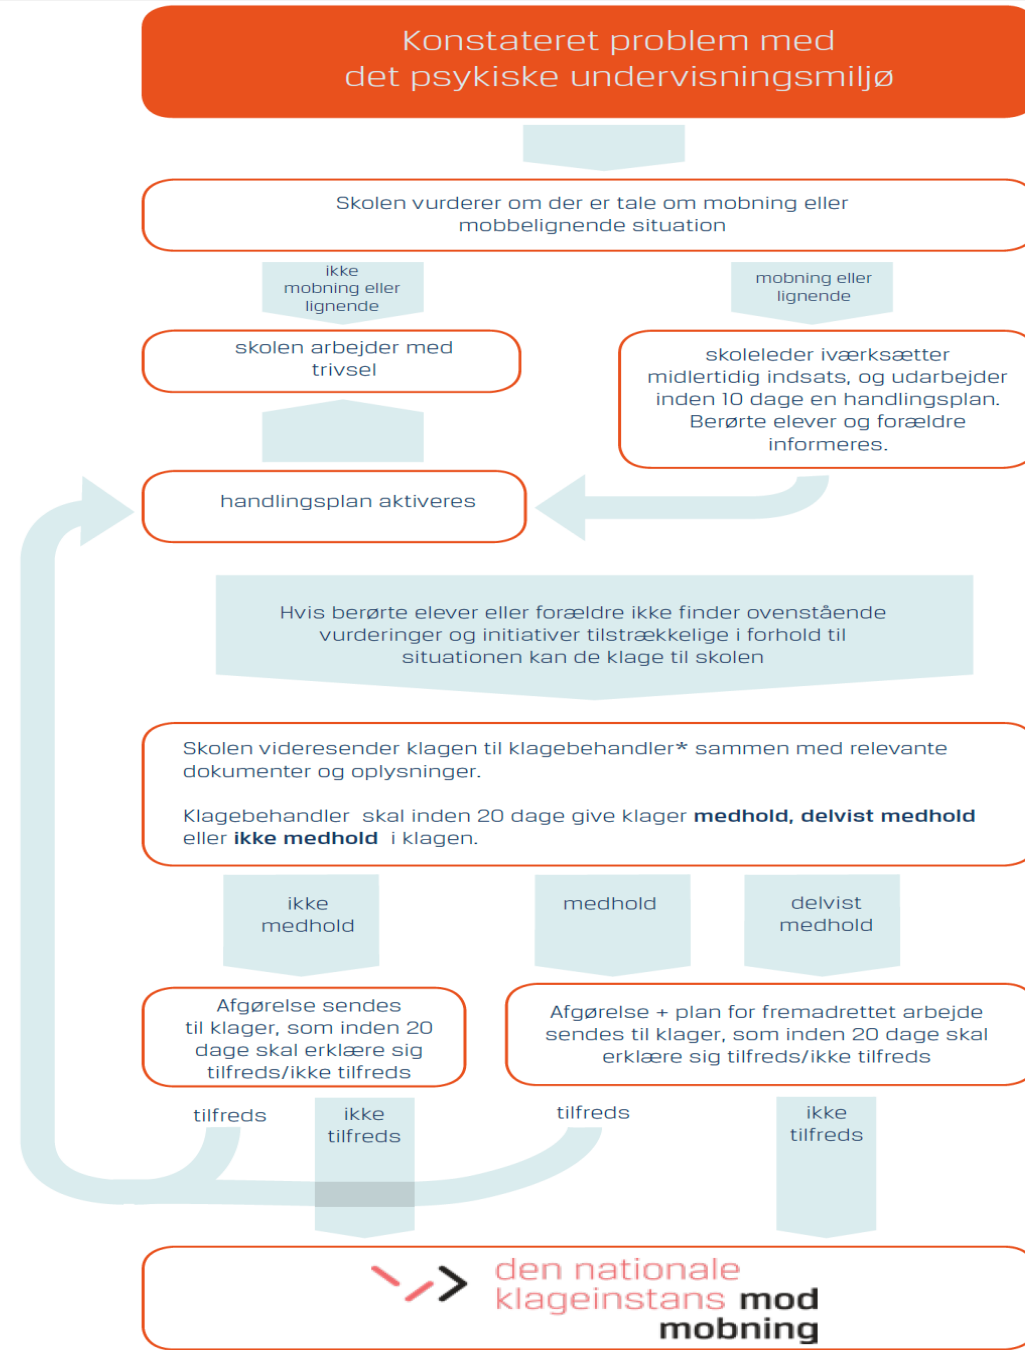 Konstateret problem med
det psykiske undervisningsmiljø
Skolen vurderer om der er tale om mobning eller
mobbelignende situation
ikke
mobning eller
lignende
mobning eller
lignende
skolen arbejder med
trivsel
skoleleder iværksætter
midlertidig indsats, og udarbejder
inden 10 dage en handlingsplan.
Berørte elever og forældre
informeres.
handlingsplan aktiveres
Hvis berørte elever eller forældre ikke finder ovenstående
vurderinger og initiativer tilstrækkelige i forhold til
situationen kan de klage til skolen
Skolen videresender klagen til klagebehandler* sammen med relevante
dokumenter og oplysninger.
Klagebehandler skal inden 20 dage give klager medhold, delvist medhold
eller ikke medhold i klagen.
ikke
medhold
medhold
delvist
medhold
Afgørelse sendes
til klager, som inden 20
dage skal erklære sig
tilfreds/ikke tilfreds
Afgørelse + plan for fremadrettet arbejde
sendes til klager, som inden 20 dage skal
erklære sig tilfreds/ikke tilfreds
tilfreds
ikke
tilfreds
tilfreds
ikke
tilfreds
den nationale
klageinstans mod
mobning